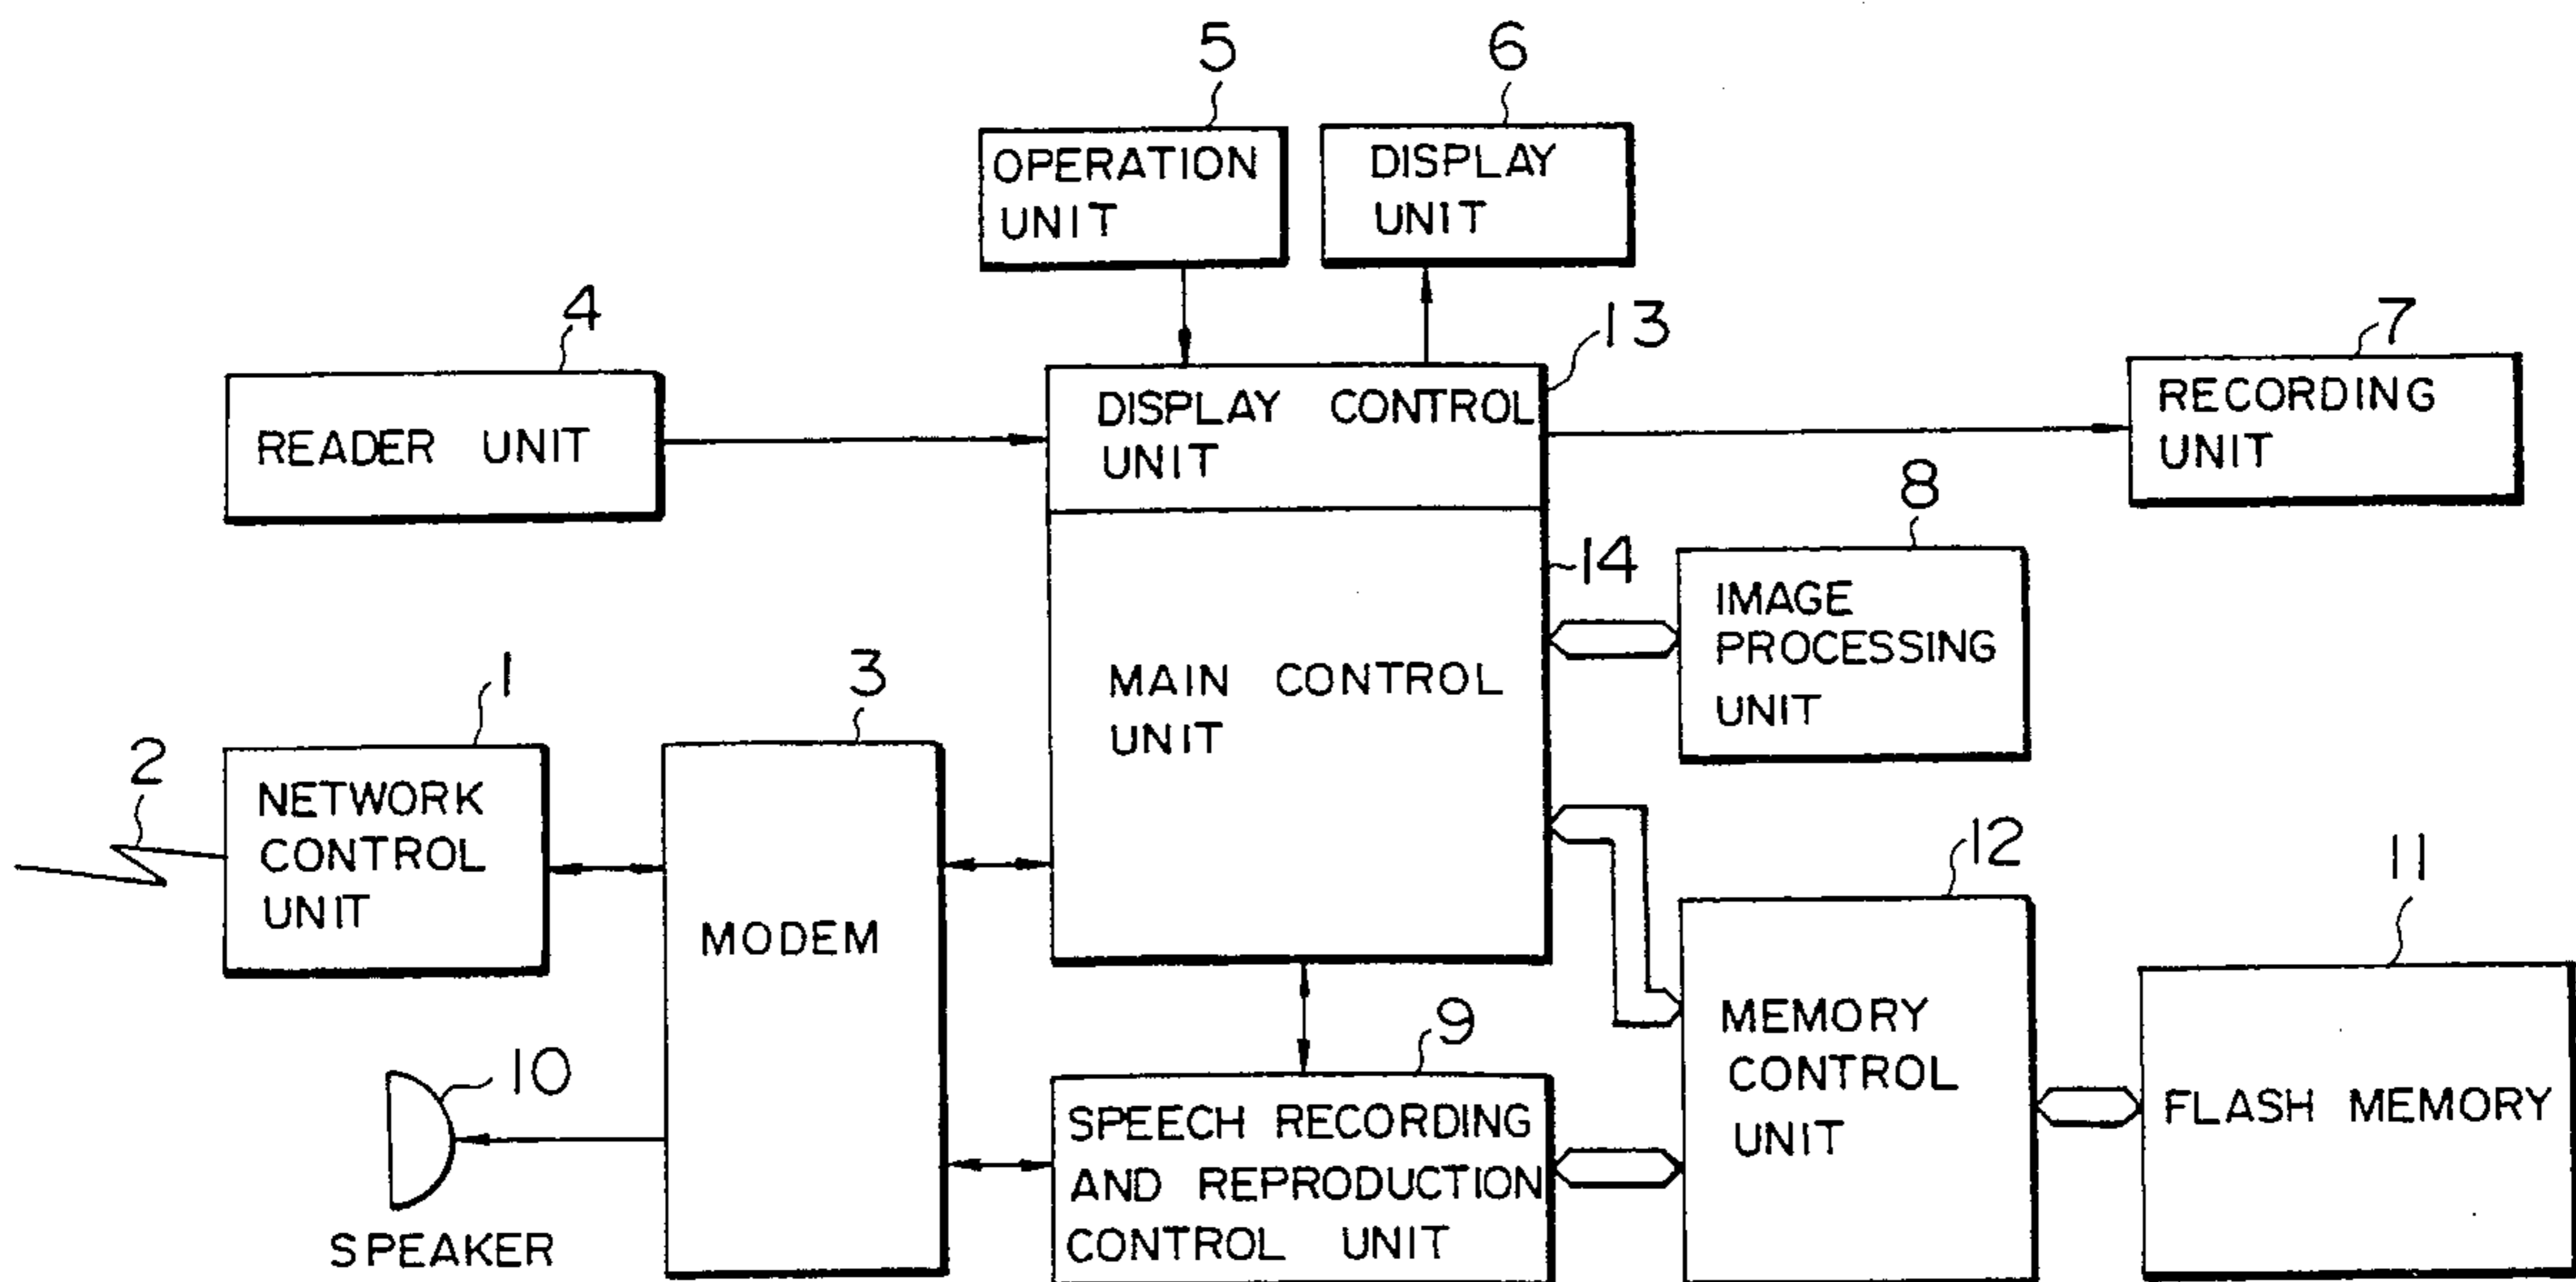 5
6
OPERATION
UNIT
DISPLAY
UNIT
4
13
7
READER UNIT
DISPLAY CONTROL
UNIT
RECORDING
UNIT
8
14
IMAGE
PROCESSING
UNIT
MAIN CONTROL
UNIT
1
3
2
NETWORK
CONTROL
UNIT
MODEM
12
11
MEMORY
CONTROL
UNIT
FLASH MEMORY
9
10
SPEECH RECORDING
AND REPRODUCTION
CONTROL UNIT
SPEAKER